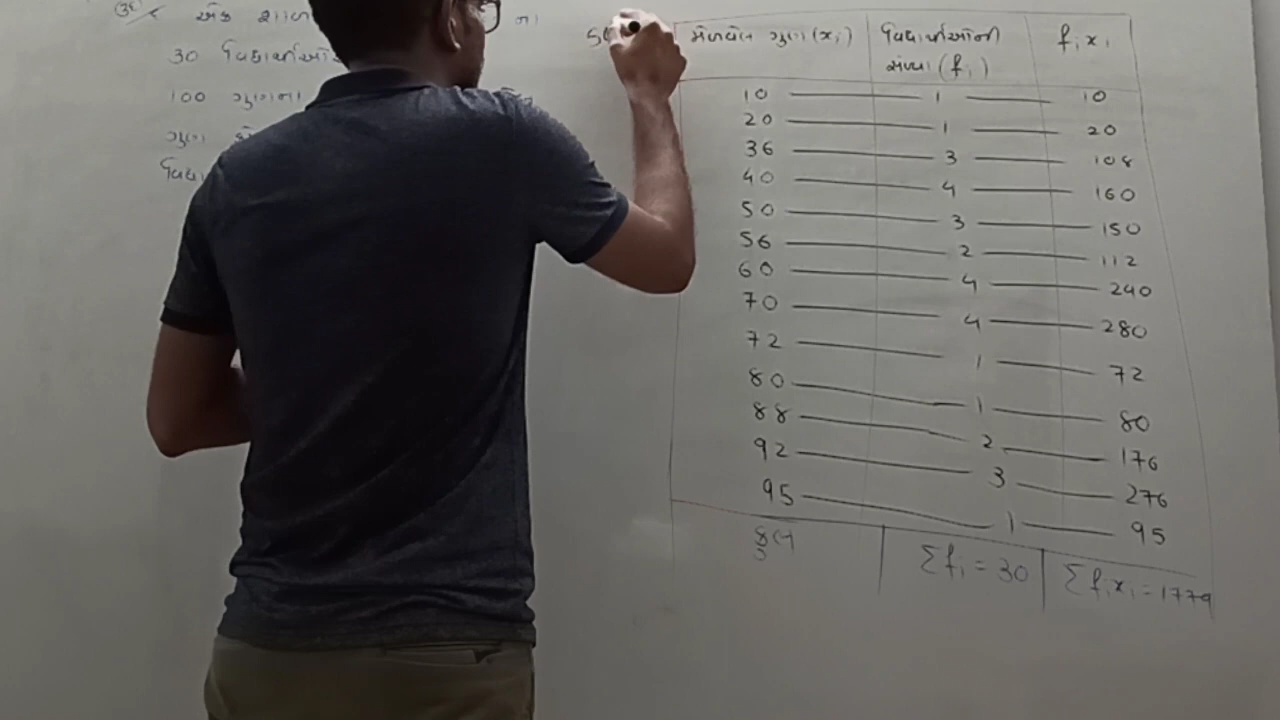 એક શાળ
30 વિદ્યાર્થીઓ
100 ગુણના
ગુણ
મેળવેલ ગુણ (xᵢ) વિદ્યાર્થીઓની સંખ્યા (fᵢ) fᵢxᵢ
10 1 10
20 1 20
36 3 108
40 4 160
50 3 150
56 2 112
60 4 240
70 4 280
72 1 72
80 1 80
88 2 176
92 3 276
95 1 95
કુલ Σfᵢ = 30 Σfᵢxᵢ = 1779